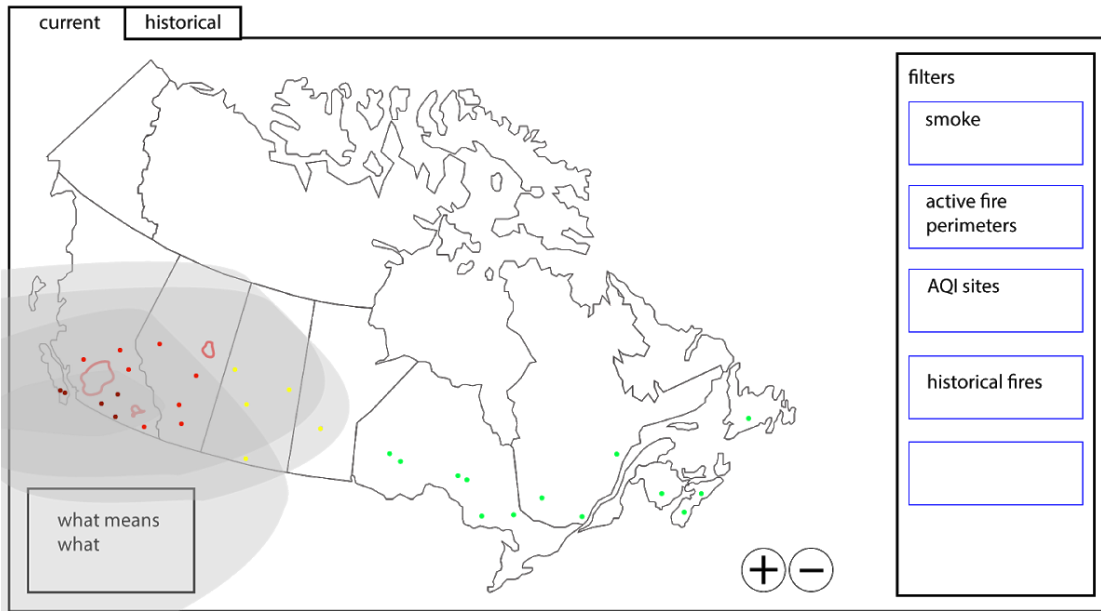 current
historical
filters
smoke
active fire
perimeters
AQI sites
historical fires
what means
what